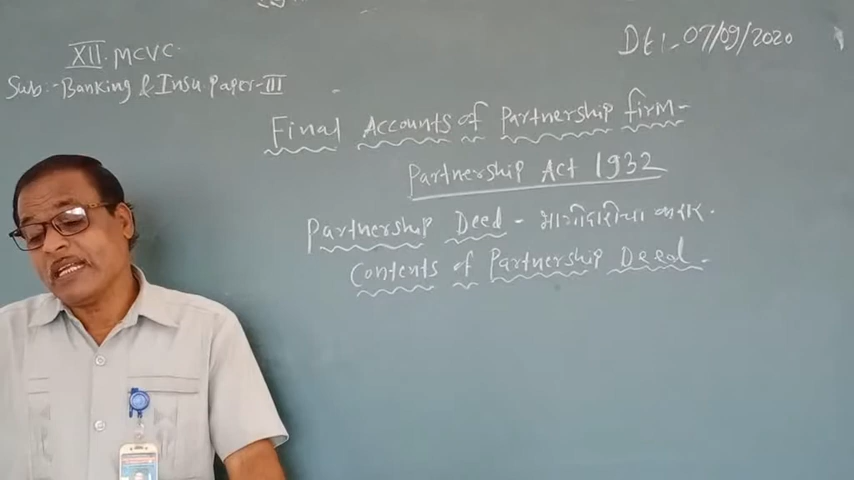 XII. MCVC.
Dt:-07/09/2020
Sub:-Banking & Insu. Paper-III
Final Accounts of Partnership firm-
Partnership Act 1932
Partnership Deed - भागीदारीचा करार.
Contents of Partnership Deed.